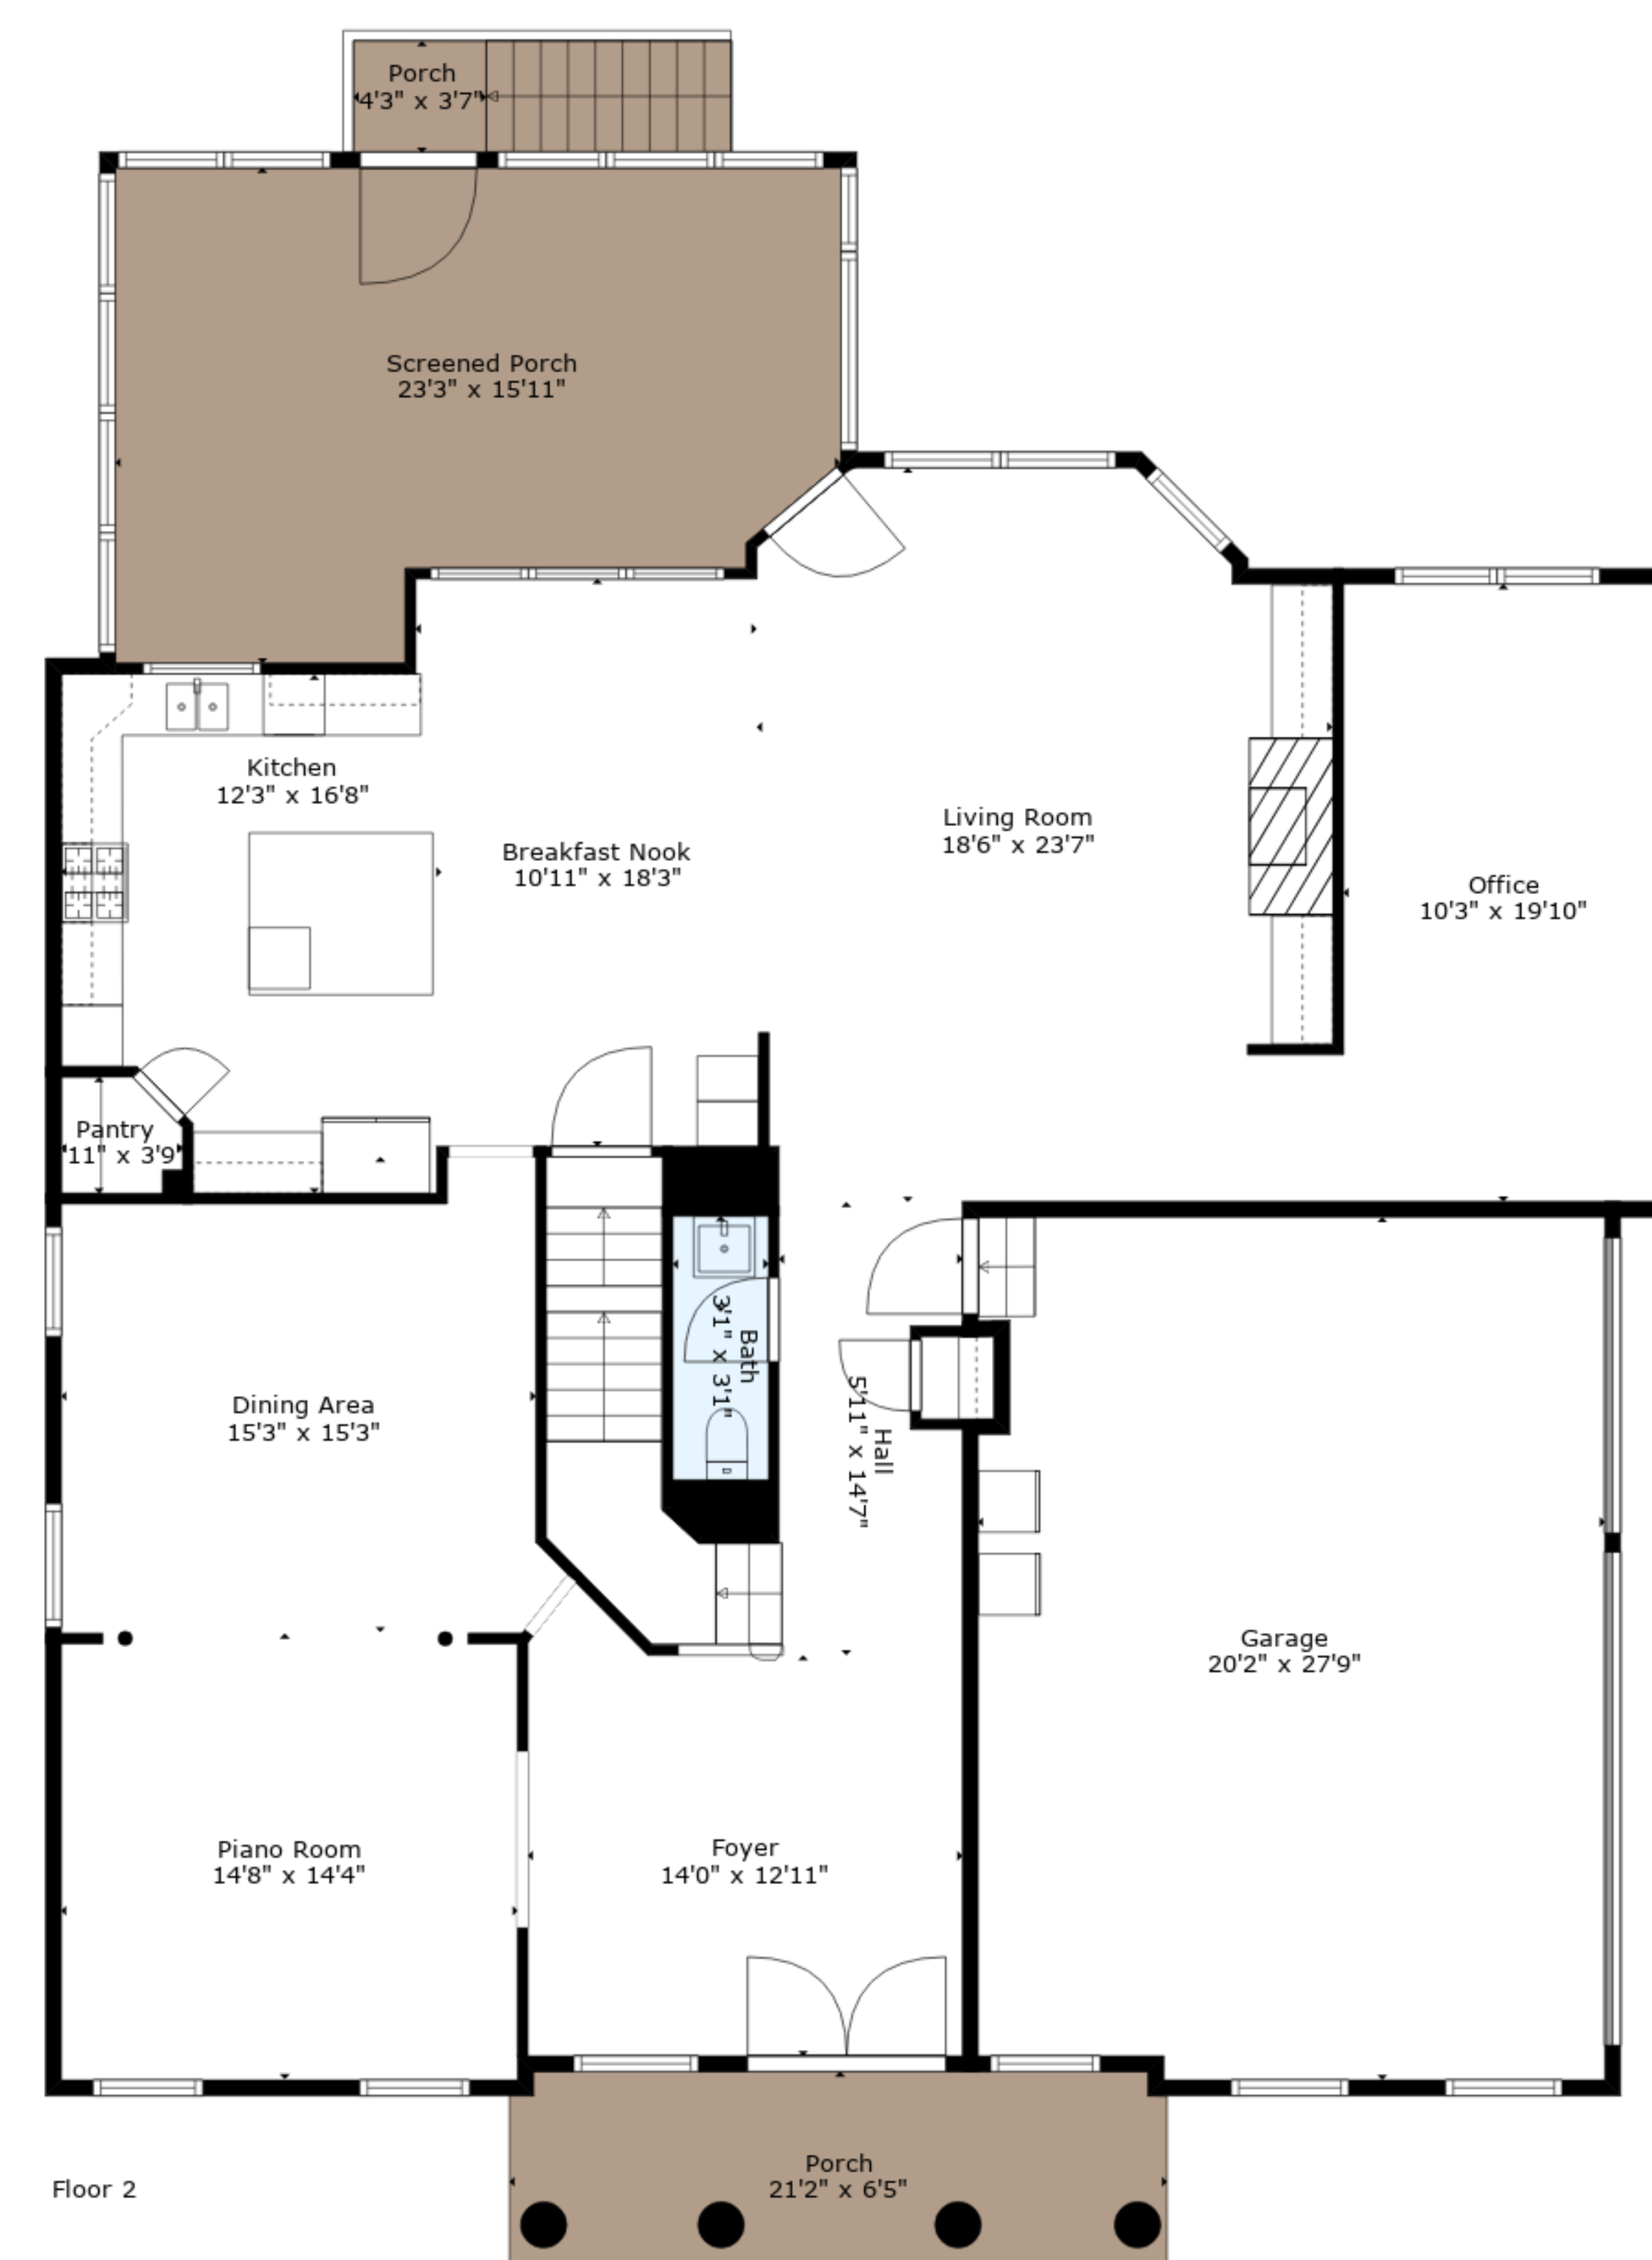 Porch
4'3" x 3'7"
Screened Porch
23'3" x 15'11"
Kitchen
12'3" x 16'8"
Breakfast Nook
10'11" x 18'3"
Living Room
18'6" x 23'7"
Office
10'3" x 19'10"
Pantry
'11" x 3'9
Dining Area
15'3" x 15'3"
Bath
3'1" x 3'1"
Hall
5'11" x 14'7"
Garage
20'2" x 27'9"
Piano Room
14'8" x 14'4"
Foyer
14'0" x 12'11"
Porch
21'2" x 6'5"
Floor 2